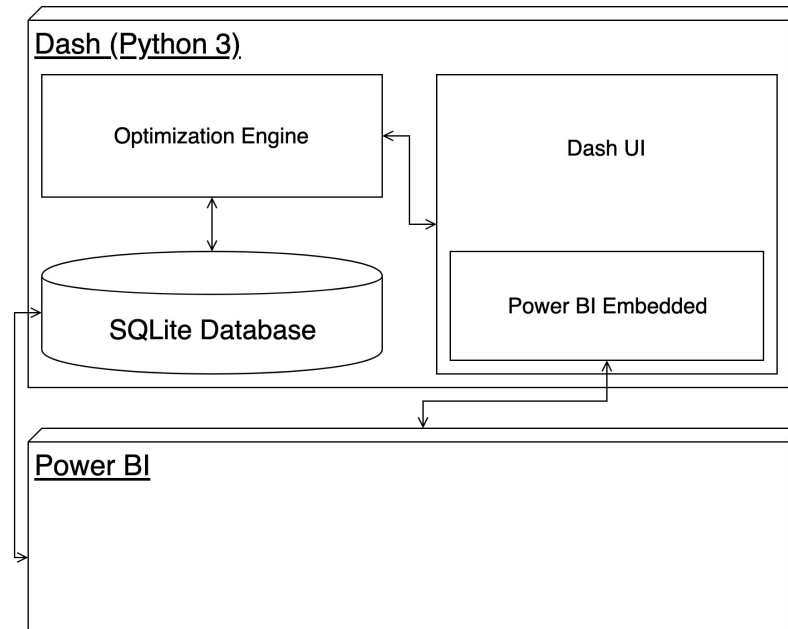 Dash (Python 3)
Optimization Engine
Dash UI
SQLite Database
Power BI Embedded
Power BI